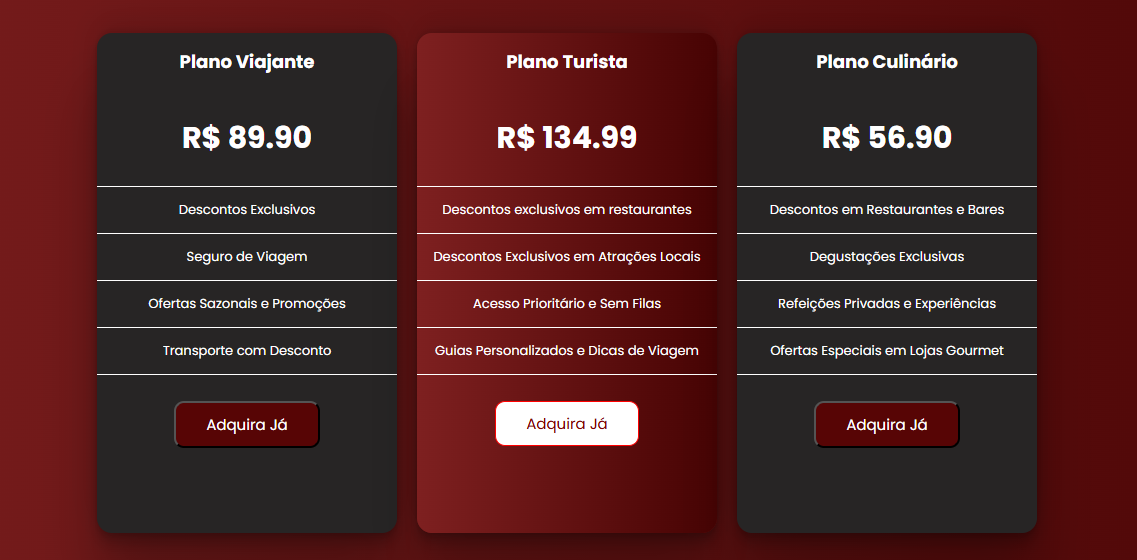 Plano Viajante
R$ 89.90
Descontos Exclusivos
Seguro de Viagem
Ofertas Sazonais e Promoções
Transporte com Desconto
Adquira Já
Plano Turista
R$ 134.99
Descontos exclusivos em restaurantes
Descontos Exclusivos em Atrações Locais
Acesso Prioritário e Sem Filas
Guias Personalizados e Dicas de Viagem
Adquira Já
Plano Culinário
R$ 56.90
Descontos em Restaurantes e Bares
Degustações Exclusivas
Refeições Privadas e Experiências
Ofertas Especiais em Lojas Gourmet
Adquira Já